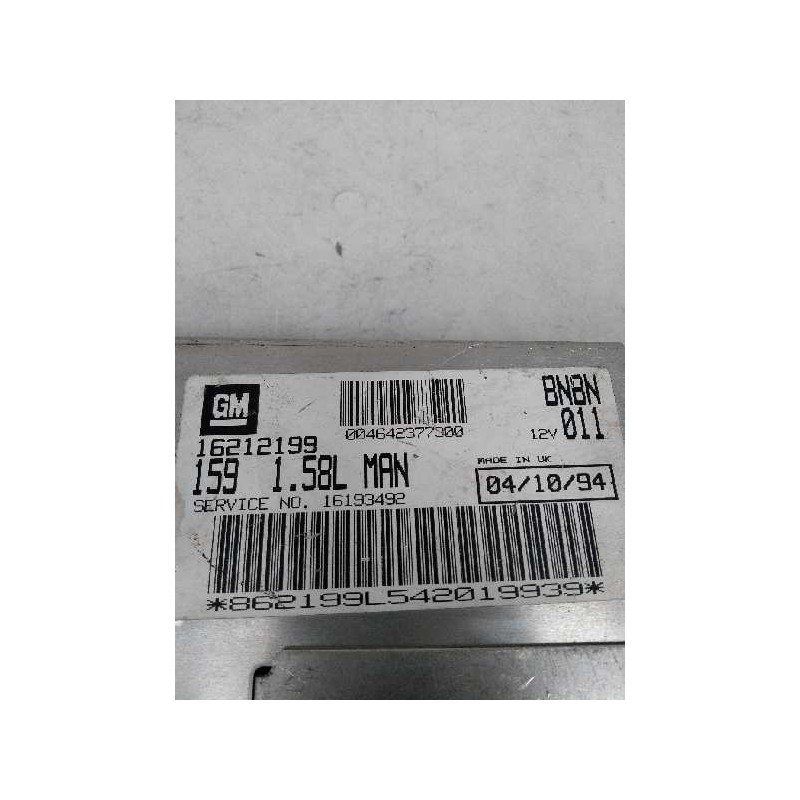 GM
004642377900
BNBN
16212199
12V 011
159 1.58L MAN
MADE IN UK
SERVICE NO. 16193492
04/10/94
*862199L542019939*